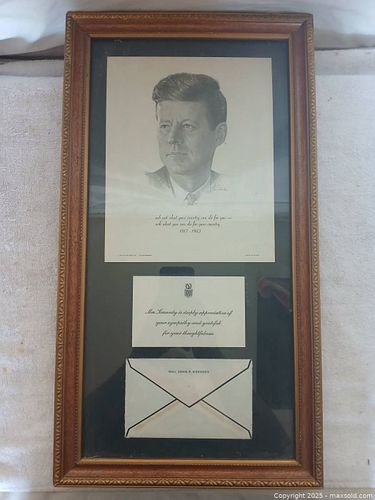 ask not what your country can do for you —
ask what you can do for your country
1917 - 1963
Mrs. Kennedy is deeply appreciative of
your sympathy and grateful
for your thoughtfulness
MRS. JOHN F. KENNEDY
© Copyright 2025 - maxsold.com